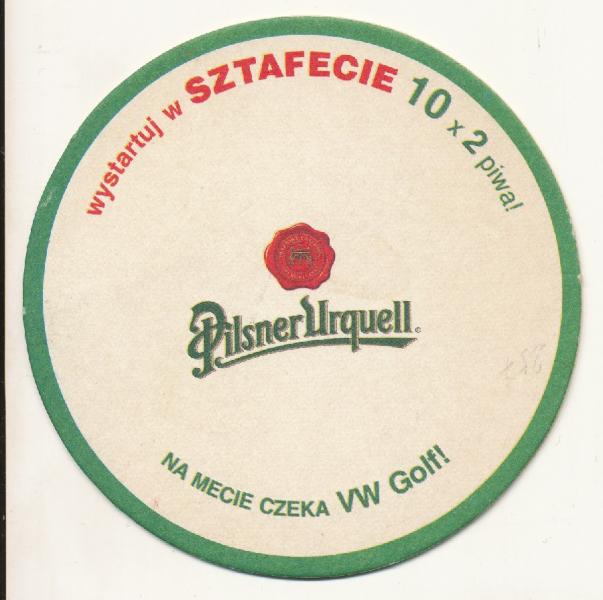 wystartuj w SZTAFECIE 10 x 2 piwa!
Pilsner Urquell®
NA MECIE CZEKA VW Golf!